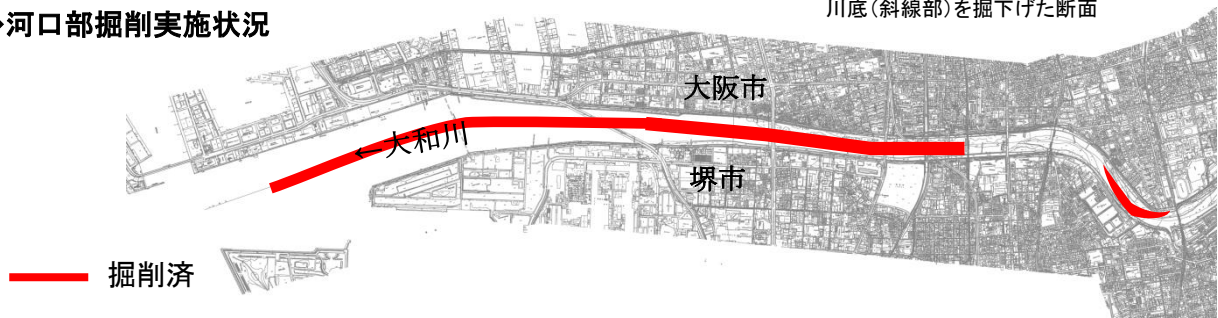 河口部掘削実施状況
川底(斜線部)を掘下げた断面
大阪市
←大和川
堺市
掘削済